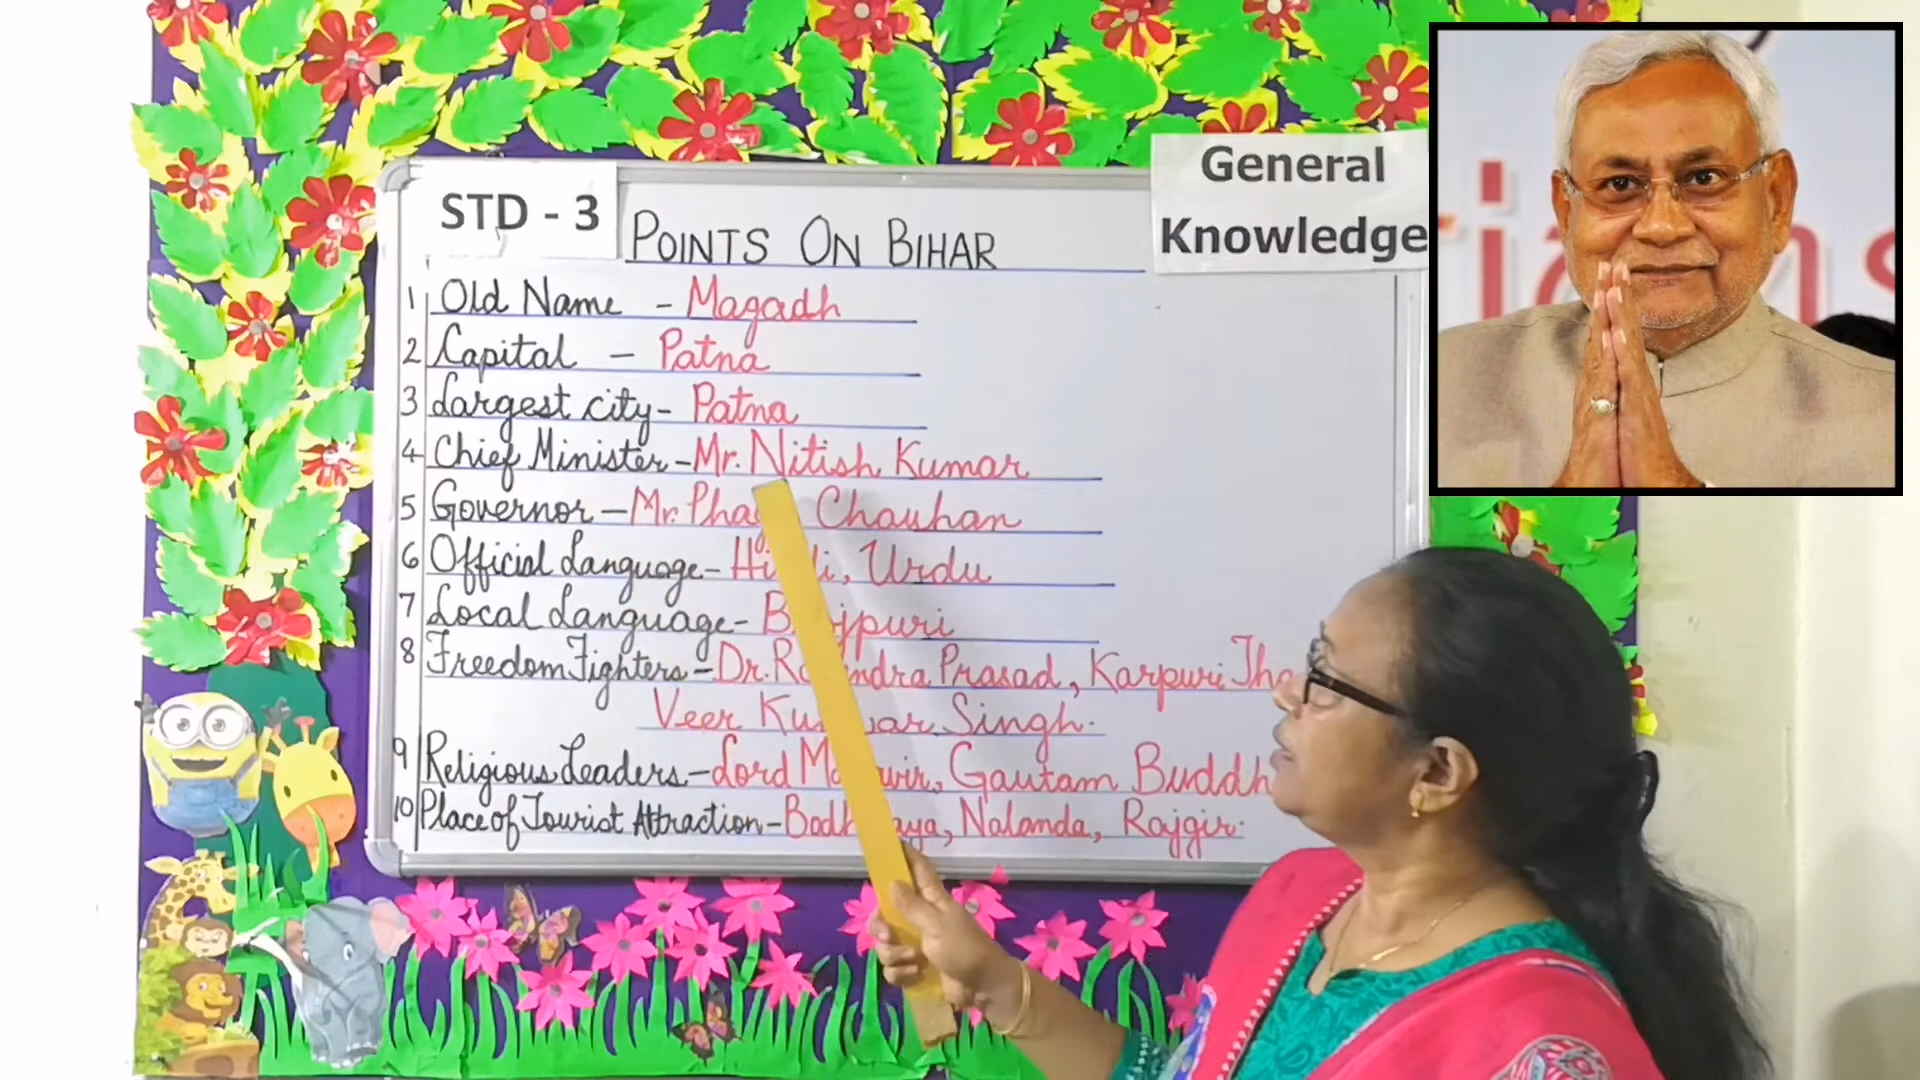 STD - 3
POINTS ON BIHAR
General
Knowledge
1 Old Name - Magadh
2 Capital - Patna
3 Largest city - Patna
4 Chief Minister - Mr. Nitish Kumar
5 Governor - Mr. Chauhan
6 Official Language - Urdu
7 Local Language -
8 Freedom Fighters - Dr. Prasad, Karpuri
Veer Singh.
9 Religious Leaders - Lord Gautam Buddh
10 Place of Tourist Attraction - Nalanda, Rajgir.